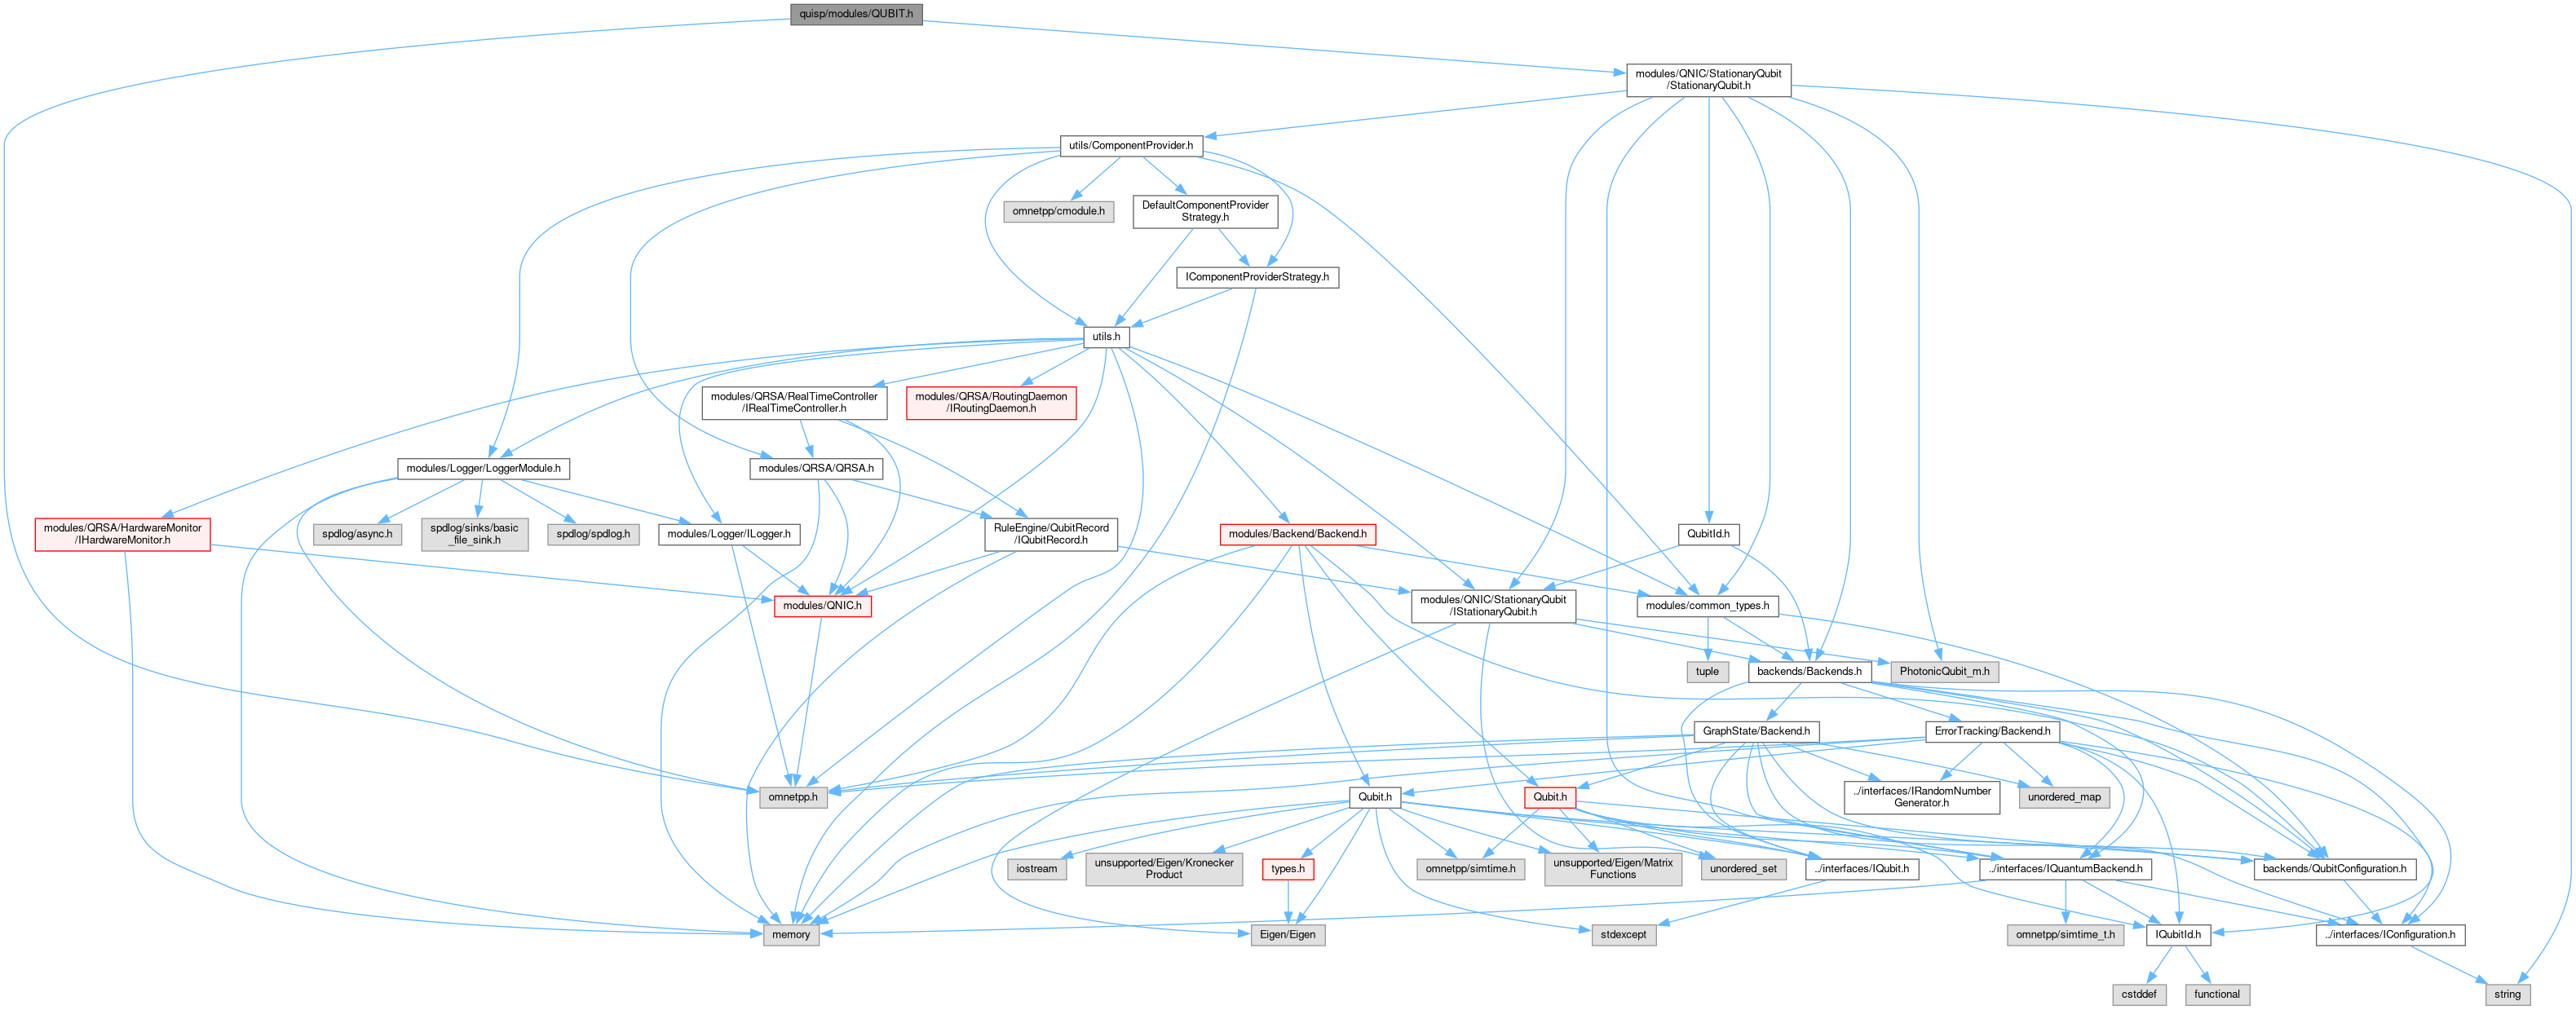 quisp/modules/QUBIT.h
modules/QNIC/StationaryQubit
/StationaryQubit.h
utils/ComponentProvider.h
omnetpp/cmodule.h
DefaultComponentProvider
Strategy.h
IComponentProviderStrategy.h
utils.h
modules/QRSA/RealTimeController
/IRealTimeController.h
modules/QRSA/RoutingDaemon
/IRoutingDaemon.h
modules/Logger/LoggerModule.h
modules/QRSA/QRSA.h
modules/QRSA/HardwareMonitor
/IHardwareMonitor.h
spdlog/async.h
spdlog/sinks/basic
_file_sink.h
spdlog/spdlog.h
modules/Logger/ILogger.h
RuleEngine/QubitRecord
/IQubitRecord.h
modules/Backend/Backend.h
QubitId.h
modules/QNIC.h
modules/QNIC/StationaryQubit
/IStationaryQubit.h
modules/common_types.h
tuple
backends/Backends.h
PhotonicQubit_m.h
GraphState/Backend.h
ErrorTracking/Backend.h
omnetpp.h
Qubit.h
Qubit.h
../interfaces/IRandomNumber
Generator.h
unordered_map
iostream
unsupported/Eigen/Kronecker
Product
types.h
omnetpp/simtime.h
unsupported/Eigen/Matrix
Functions
unordered_set
../interfaces/IQubit.h
../interfaces/IQuantumBackend.h
backends/QubitConfiguration.h
memory
Eigen/Eigen
stdexcept
omnetpp/simtime_t.h
IQubitId.h
../interfaces/IConfiguration.h
cstddef
functional
string